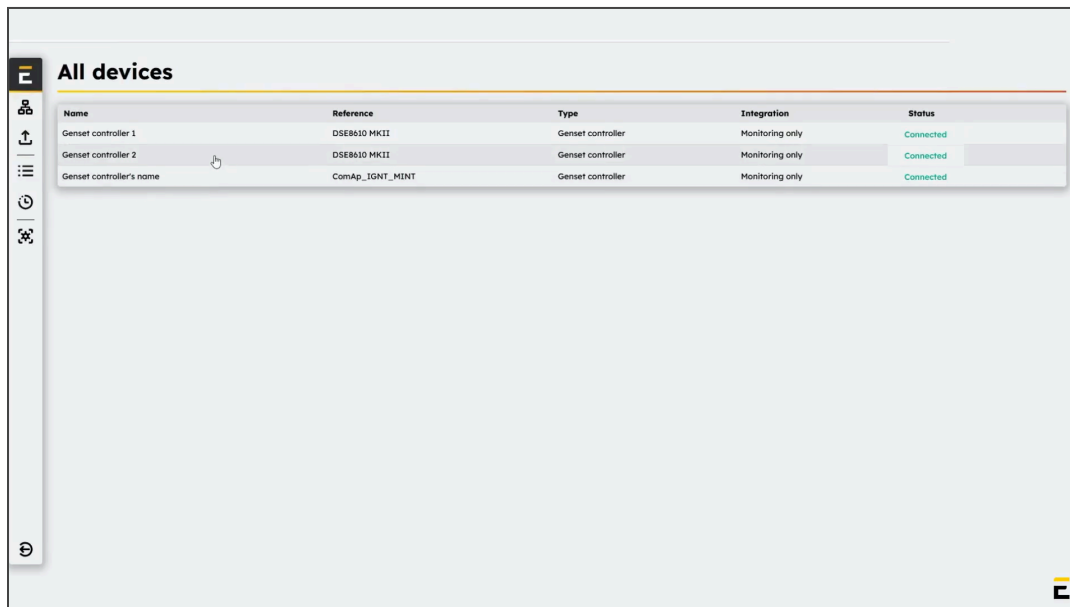 All devices
Name Reference Type Integration Status
Genset controller 1 DSE8610 MKII Genset controller Monitoring only Connected
Genset controller 2 DSE8610 MKII Genset controller Monitoring only Connected
Genset controller's name ComAp_IGNT_MINT Genset controller Monitoring only Connected